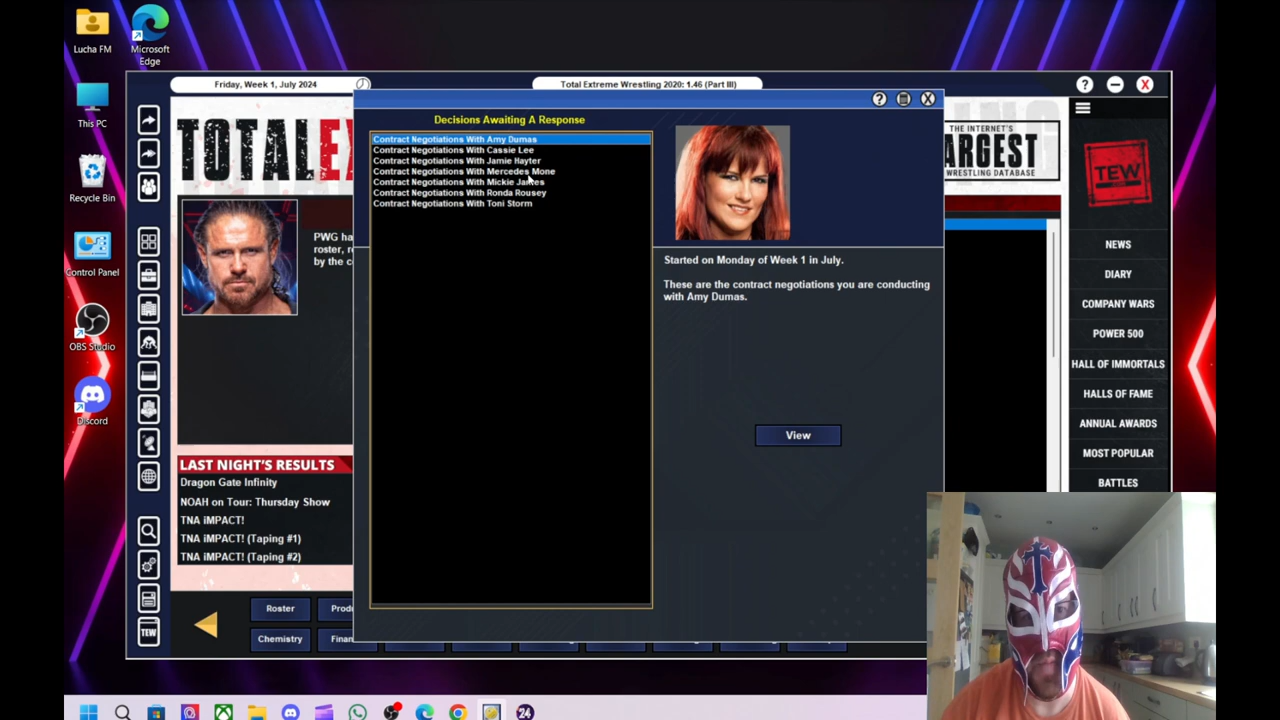 Lucha FM
Microsoft
Edge
This PC
Recycle Bin
Control Panel
OBS Studio
Discord
Friday, Week 1, July 2024
Total Extreme Wrestling 2020: 1.46 (Part III)
TOTALEX
PWG ha
roster, r
by the c
LAST NIGHT'S RESULTS
Dragon Gate Infinity
NOAH on Tour: Thursday Show
TNA iMPACT!
TNA iMPACT! (Taping #1)
TNA iMPACT! (Taping #2)
Roster
Produ
Chemistry
Finan
TEW
Decisions Awaiting A Response
Contract Negotiations With Amy Dumas
Contract Negotiations With Cassie Lee
Contract Negotiations With Jamie Hayter
Contract Negotiations With Mercedes Mone
Contract Negotiations With Mickie James
Contract Negotiations With Ronda Rousey
Contract Negotiations With Toni Storm
Started on Monday of Week 1 in July.
These are the contract negotiations you are conducting
with Amy Dumas.
View
THE INTERNET'S
ARGEST
WRESTLING DATABASE
TEW
NEWS
DIARY
COMPANY WARS
POWER 500
HALL OF IMMORTALS
HALLS OF FAME
ANNUAL AWARDS
MOST POPULAR
BATTLES
24